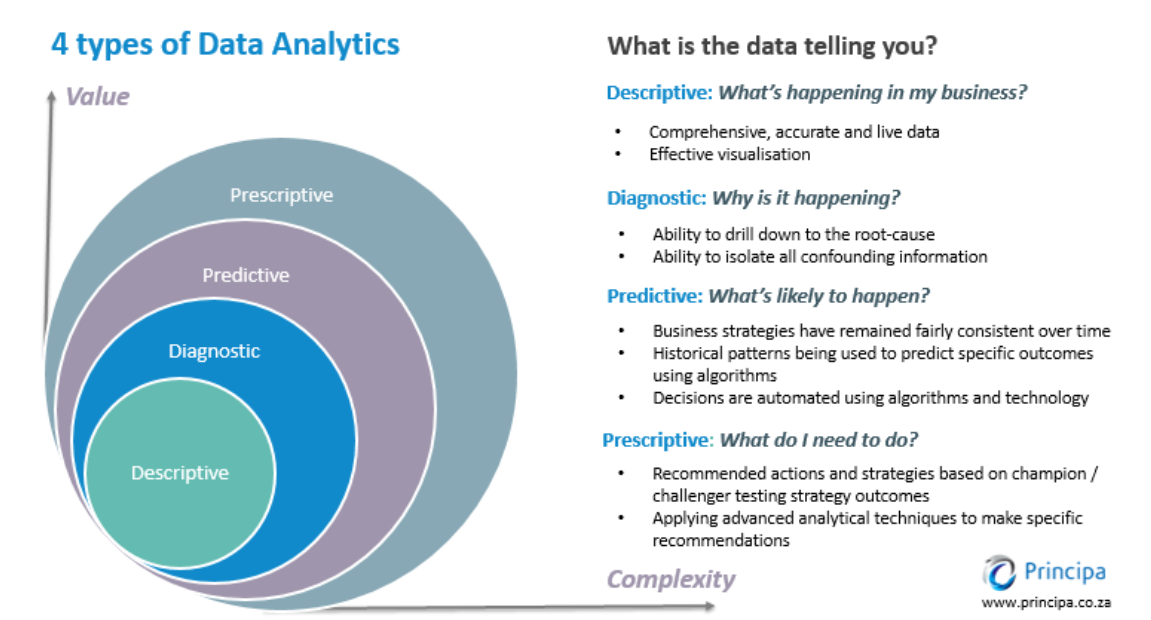 4 types of Data Analytics
Value
Prescriptive
Predictive
Diagnostic
Descriptive
What is the data telling you?
Descriptive: What's happening in my business?
• Comprehensive, accurate and live data
• Effective visualisation
Diagnostic: Why is it happening?
• Ability to drill down to the root-cause
• Ability to isolate all confounding information
Predictive: What's likely to happen?
• Business strategies have remained fairly consistent over time
• Historical patterns being used to predict specific outcomes
using algorithms
• Decisions are automated using algorithms and technology
Prescriptive: What do I need to do?
• Recommended actions and strategies based on champion /
challenger testing strategy outcomes
• Applying advanced analytical techniques to make specific
recommendations
Complexity
Principa
www.principa.co.za